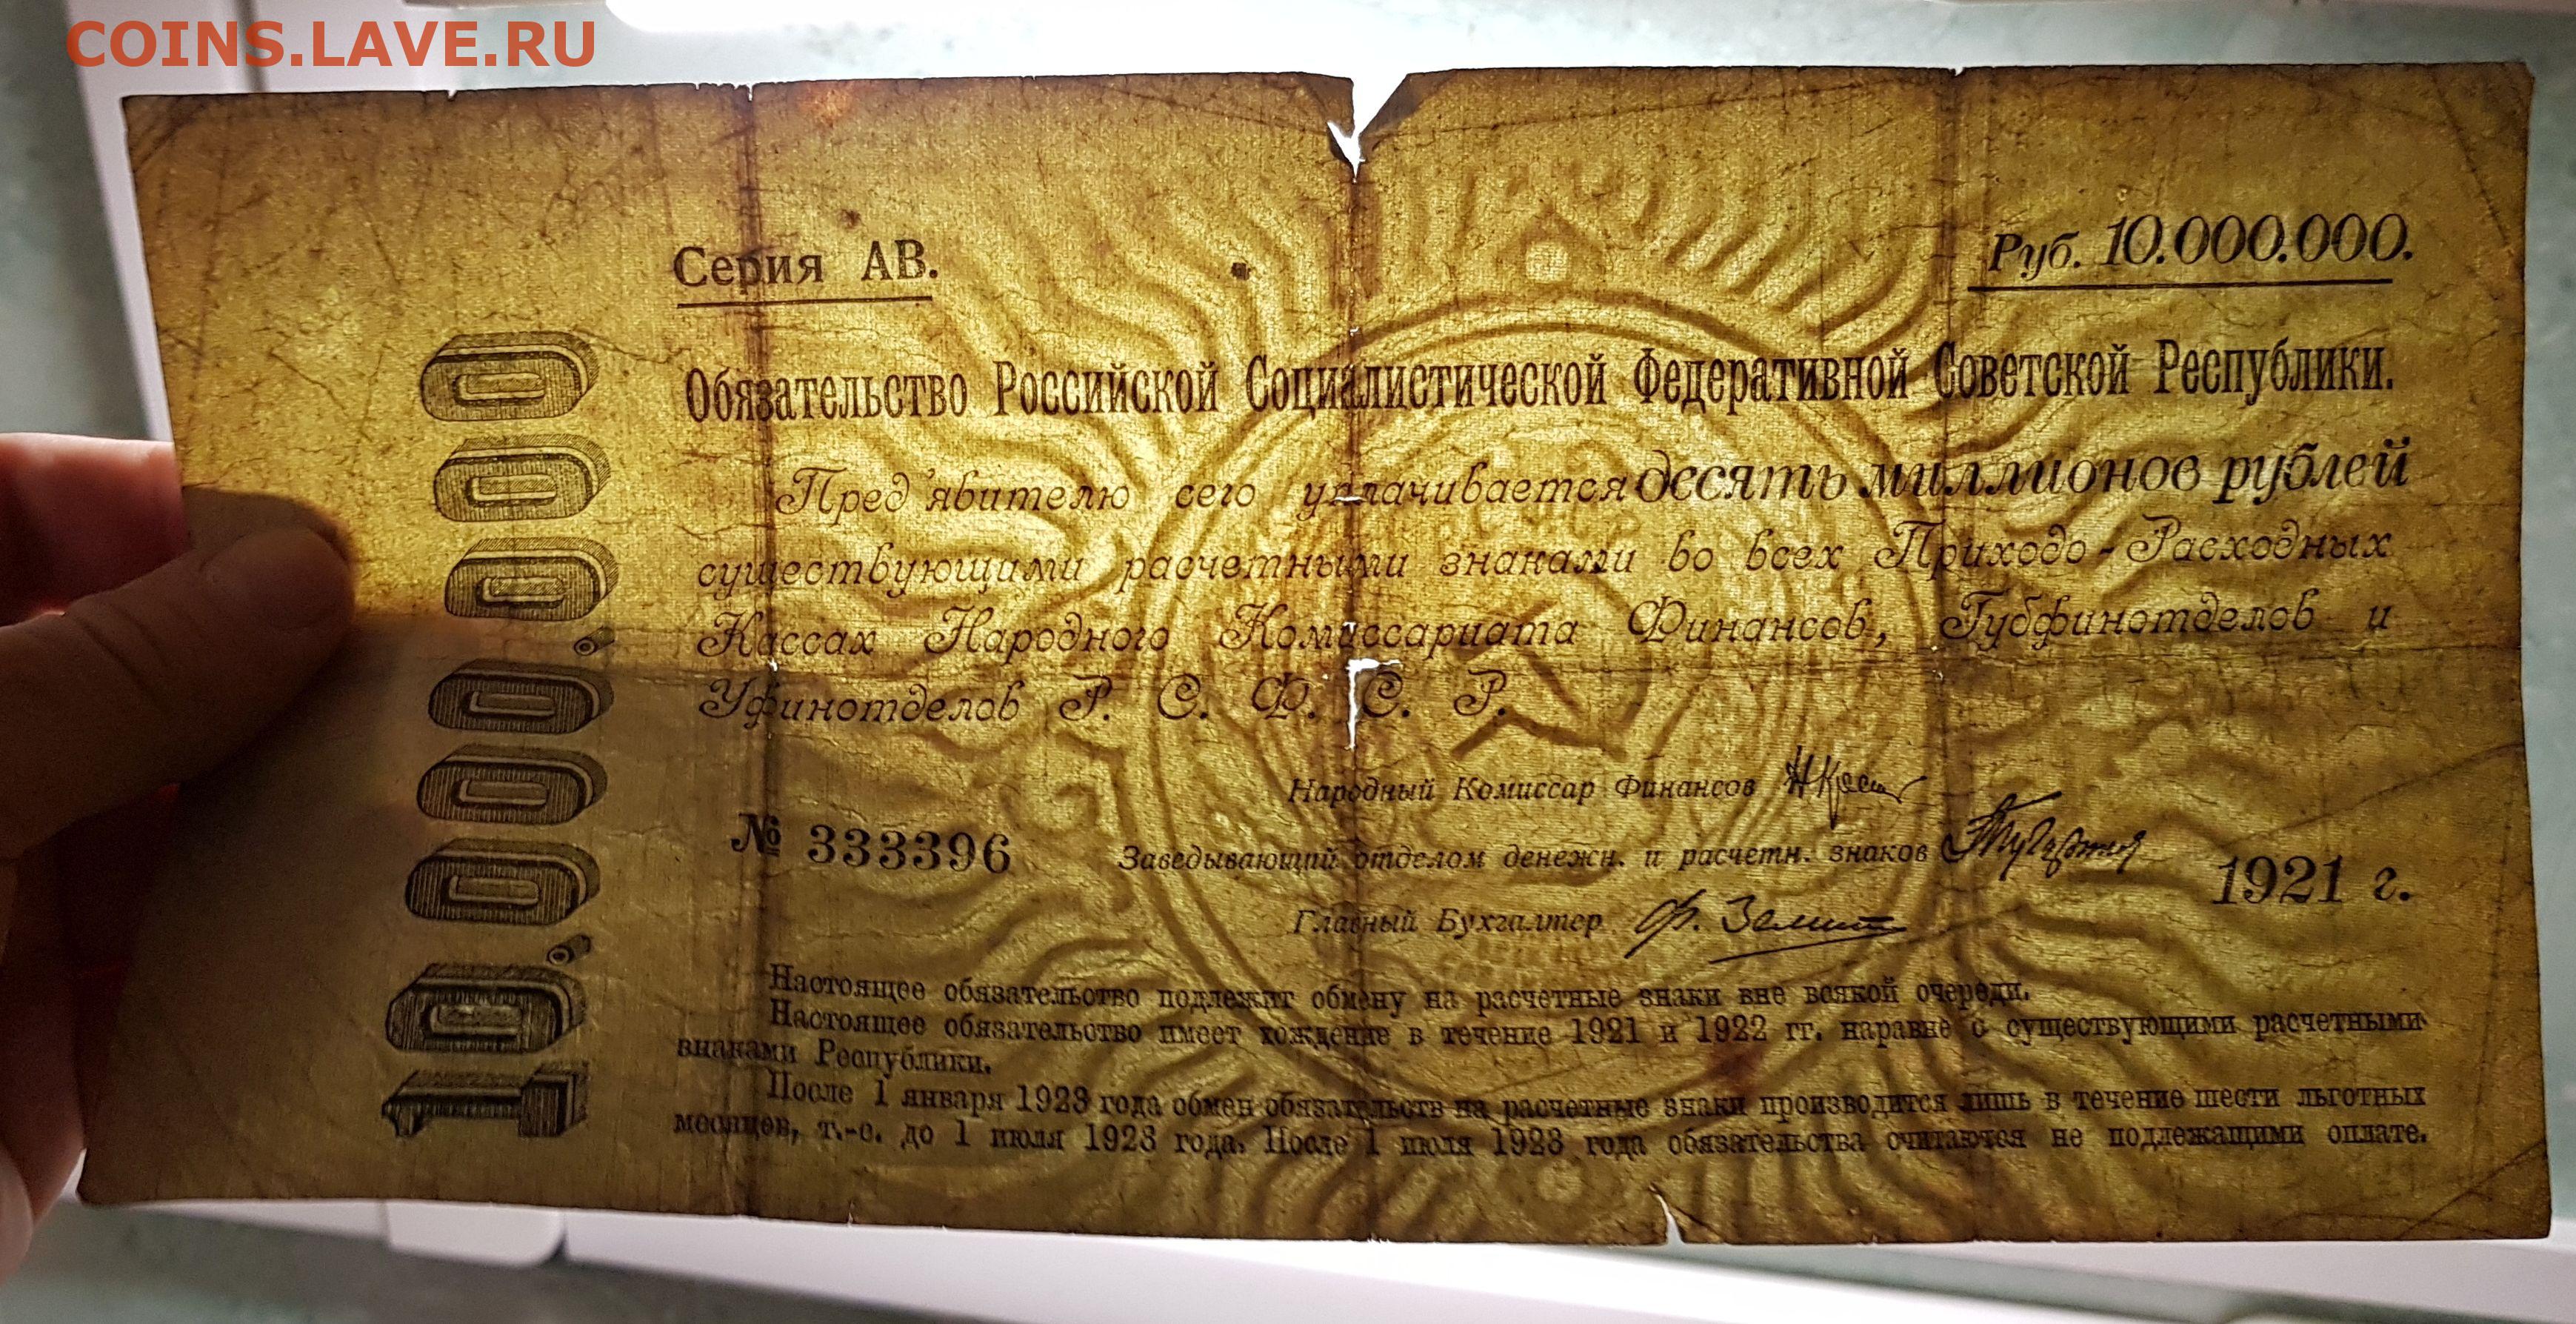 COINS.LAVE.RU
Серия АВ.
Руб. 10.000.000.
10.000.000
Обязательство Российской Социалистической Федеративной Советской Республики.
Пред'явителю сего уплачивается десять миллионов рублей
существующими расчетными знаками во всех Приходо-Расходных
Кассах Народного Комиссариата Финансов, Губфинотделов и
Уфинотделов Р. С. Ф. С. Р.
Народный Комиссар Финансов
№ 333396
Заведывающий отделом денежн. и расчетн. знаков
1921 г.
Главный Бухгалтер
Настоящее обязательство подлежит обмену на расчетные знаки вне всякой очереди.
Настоящее обязательство имеет хождение в течение 1921 и 1922 гг. наравне с существующими расчетными
знаками Республики.
После 1 января 1923 года обмен обязательств на расчетные знаки производится лишь в течение шести льготных
месяцев, т.-е. до 1 июля 1923 года. После 1 июля 1923 года обязательства считаются не подлежащими оплате.